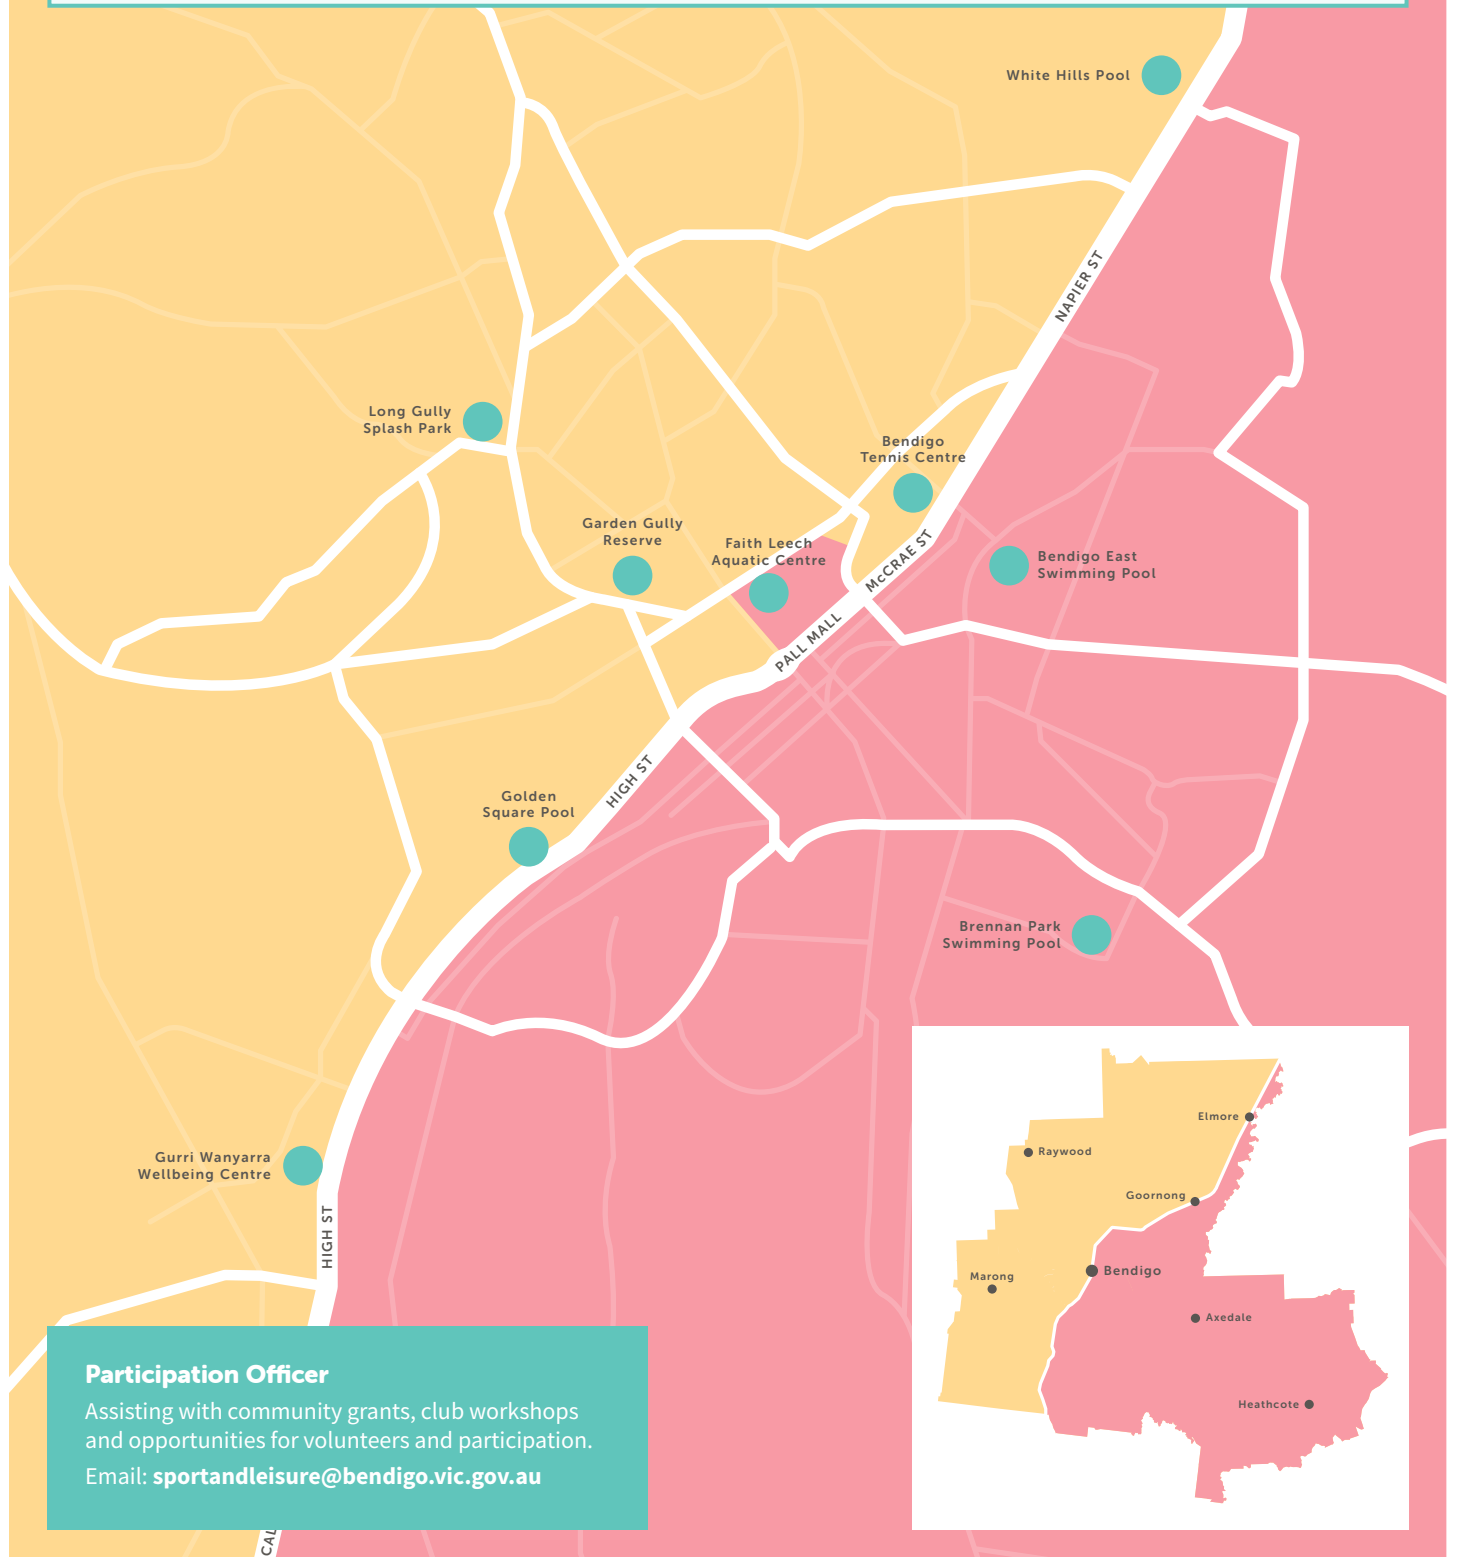 White Hills Pool
NAPIER ST
Long Gully
Splash Park
Bendigo
Tennis Centre
Garden Gully
Reserve
Faith Leech
Aquatic Centre
McCRAE ST
Bendigo East
Swimming Pool
PALL MALL
HIGH ST
Golden
Square Pool
Brennan Park
Swimming Pool
Gurri Wanyarra
Wellbeing Centre
HIGH ST
Elmore
Raywood
Goornong
Bendigo
Marong
Axedale
Heathcote
Participation Officer
Assisting with community grants, club workshops
and opportunities for volunteers and participation.
Email: sportandleisure@bendigo.vic.gov.au